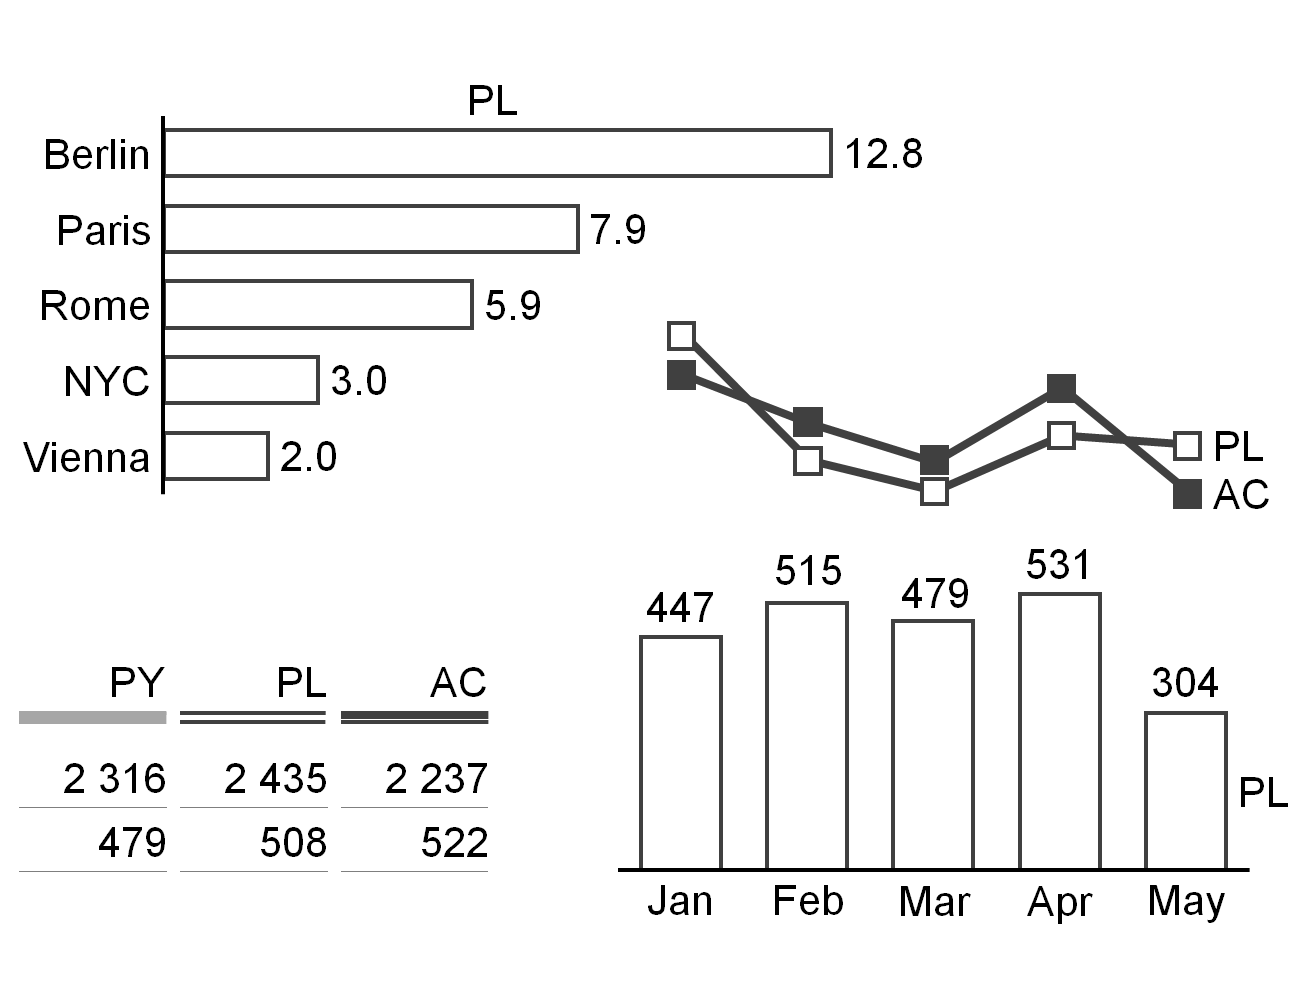 PL
Berlin 12.8
Paris 7.9
Rome 5.9
NYC 3.0
Vienna 2.0
PL
AC
PY PL AC
2 316 2 435 2 237
479 508 522
447 515 479 531 304
PL
Jan Feb Mar Apr May